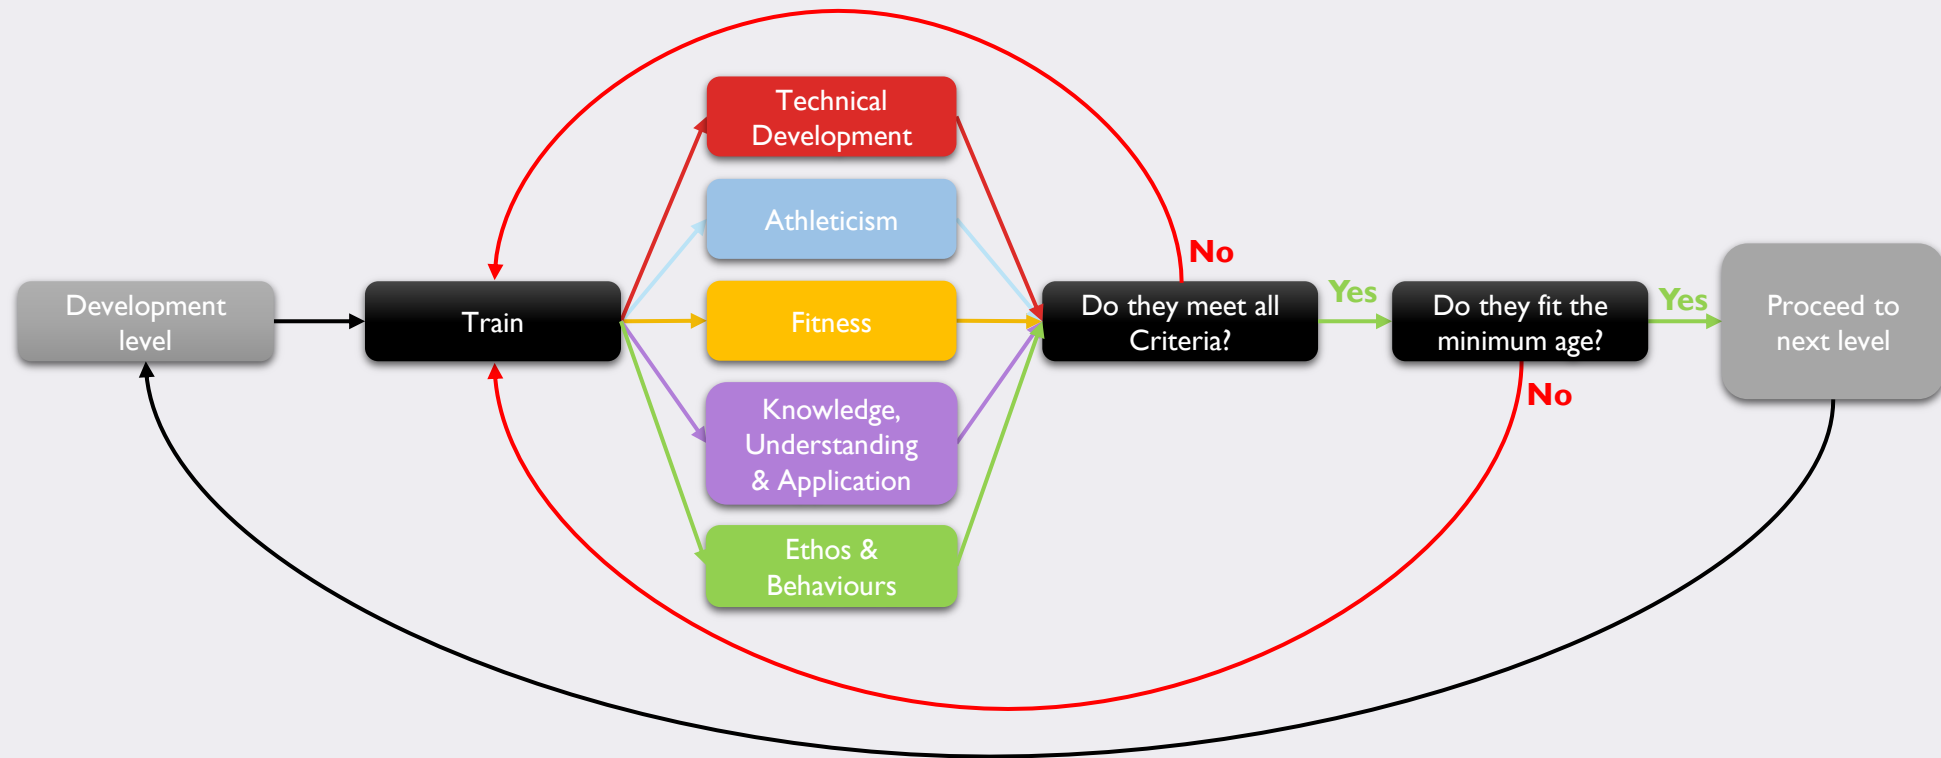 Development
level
Train
Technical
Development
Athleticism
Fitness
Knowledge,
Understanding
& Application
Ethos &
Behaviours
Do they meet all
Criteria?
No
Yes
Do they fit the
minimum age?
No
Yes
Proceed to
next level